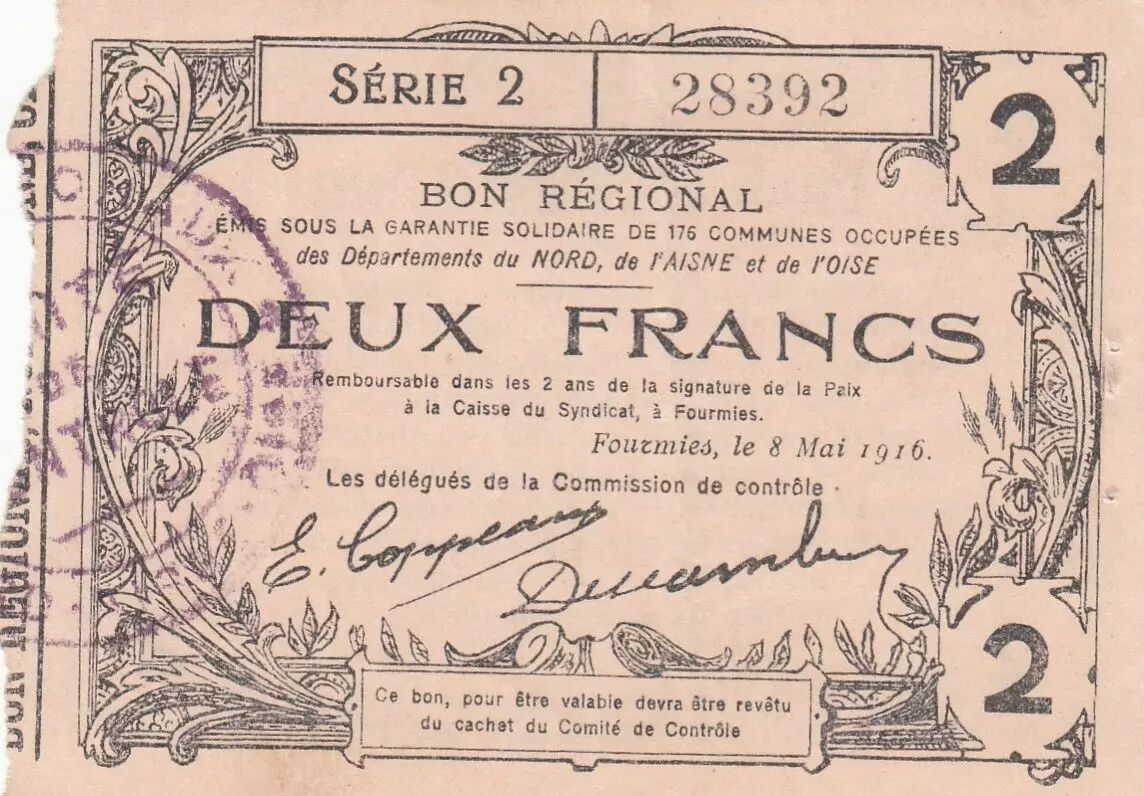 SÉRIE 2
28392
2
BON RÉGIONAL
ÉMIS SOUS LA GARANTIE SOLIDAIRE DE 176 COMMUNES OCCUPÉES
des Départements du NORD, de l'AISNE et de l'OISE
DEUX FRANCS
Remboursable dans les 2 ans de la signature de la Paix
à la Caisse du Syndicat, à Fourmies.
Fourmies, le 8 Mai 1916.
Les délégués de la Commission de contrôle
E. Coppeaux
2
Ce bon, pour être valable devra être revêtu
du cachet du Comité de Contrôle